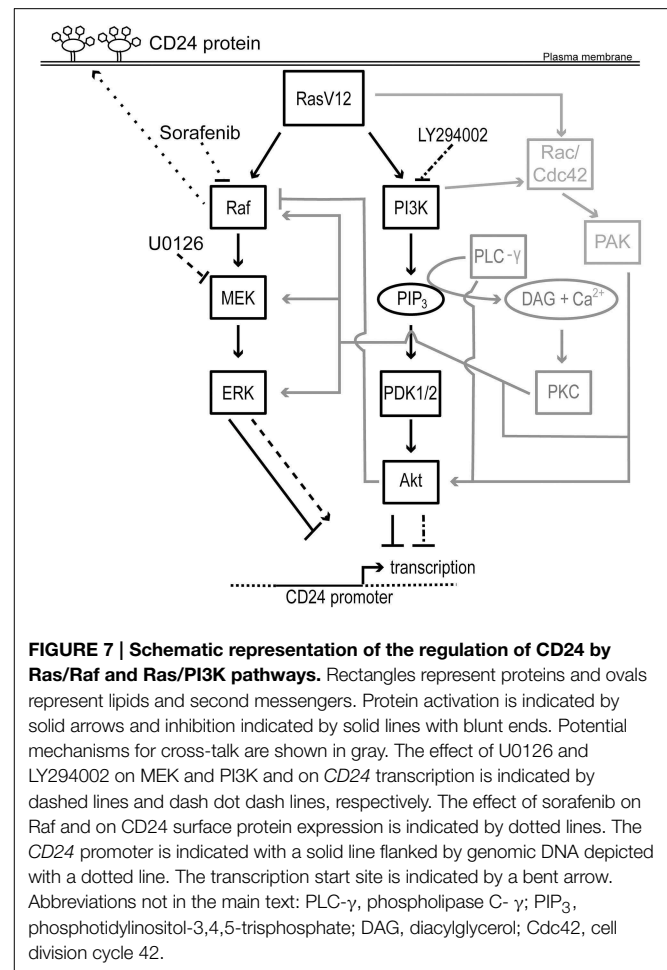 CD24 protein
Plasma membrane
RasV12
Sorafenib
LY294002
Rac/
Cdc42
Raf
PI3K
PAK
U0126
PLC-γ
MEK
PIP₃
DAG + Ca²⁺
ERK
PDK1/2
PKC
Akt
transcription
CD24 promoter
FIGURE 7 | Schematic representation of the regulation of CD24 by
Ras/Raf and Ras/PI3K pathways. Rectangles represent proteins and ovals
represent lipids and second messengers. Protein activation is indicated by
solid arrows and inhibition indicated by solid lines with blunt ends. Potential
mechanisms for cross-talk are shown in gray. The effect of U0126 and
LY294002 on MEK and PI3K and on CD24 transcription is indicated by
dashed lines and dash dot dash lines, respectively. The effect of sorafenib on
Raf and on CD24 surface protein expression is indicated by dotted lines. The
CD24 promoter is indicated with a solid line flanked by genomic DNA depicted
with a dotted line. The transcription start site is indicated by a bent arrow.
Abbreviations not in the main text: PLC-γ, phospholipase C- γ; PIP₃,
phosphotidylinositol-3,4,5-trisphosphate; DAG, diacylglycerol; Cdc42, cell
division cycle 42.